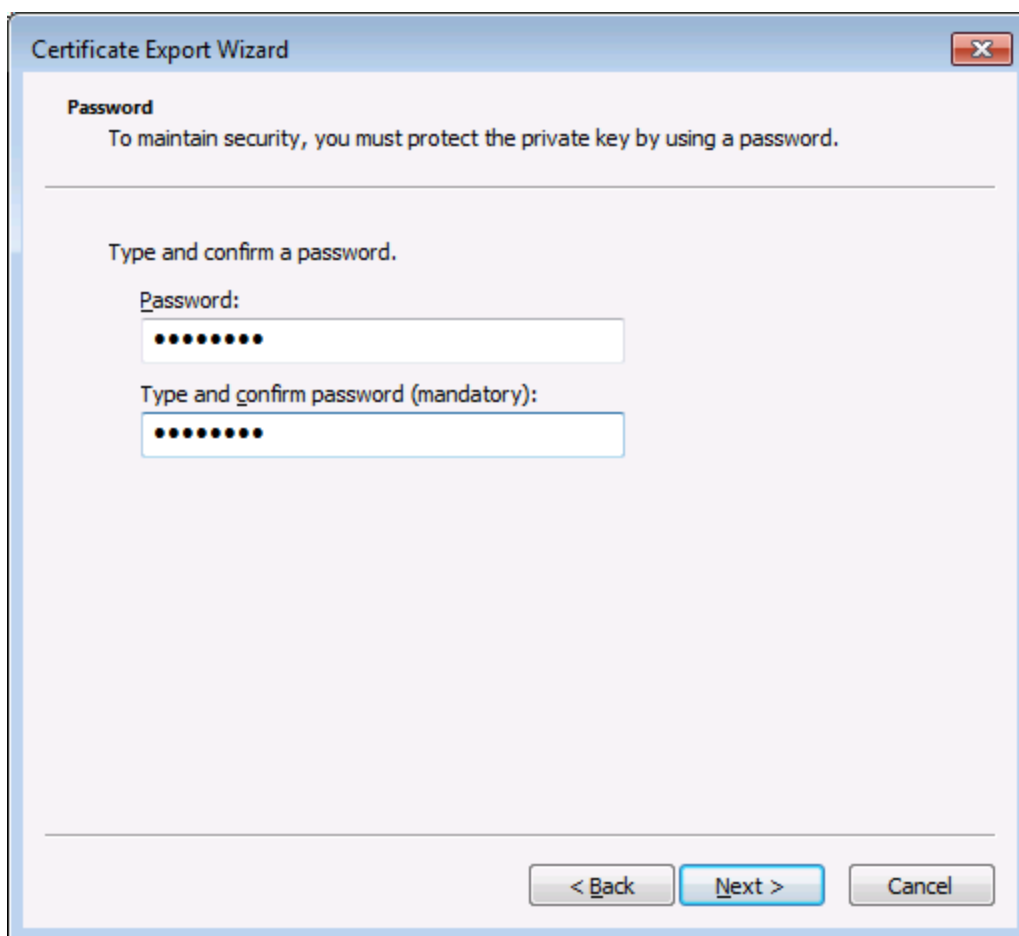 Certificate Export Wizard
Password
To maintain security, you must protect the private key by using a password.
Type and confirm a password.
Password:
••••••••
Type and confirm password (mandatory):
••••••••
< Back Next > Cancel